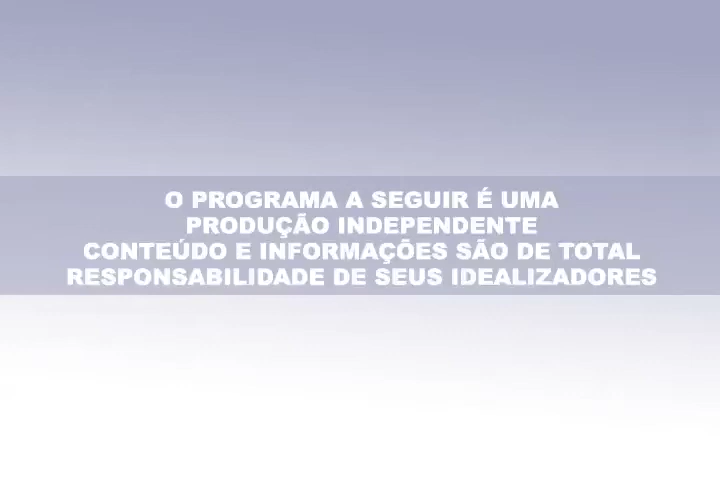 O PROGRAMA A SEGUIR É UMA
PRODUÇÃO INDEPENDENTE
CONTEÚDO E INFORMAÇÕES SÃO DE TOTAL
RESPONSABILIDADE DE SEUS IDEALIZADORES